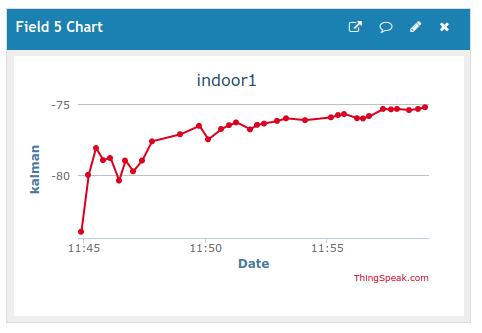 Field 5 Chart
indoor1
-75
-80
kalman
11:45
11:50
11:55
Date
ThingSpeak.com